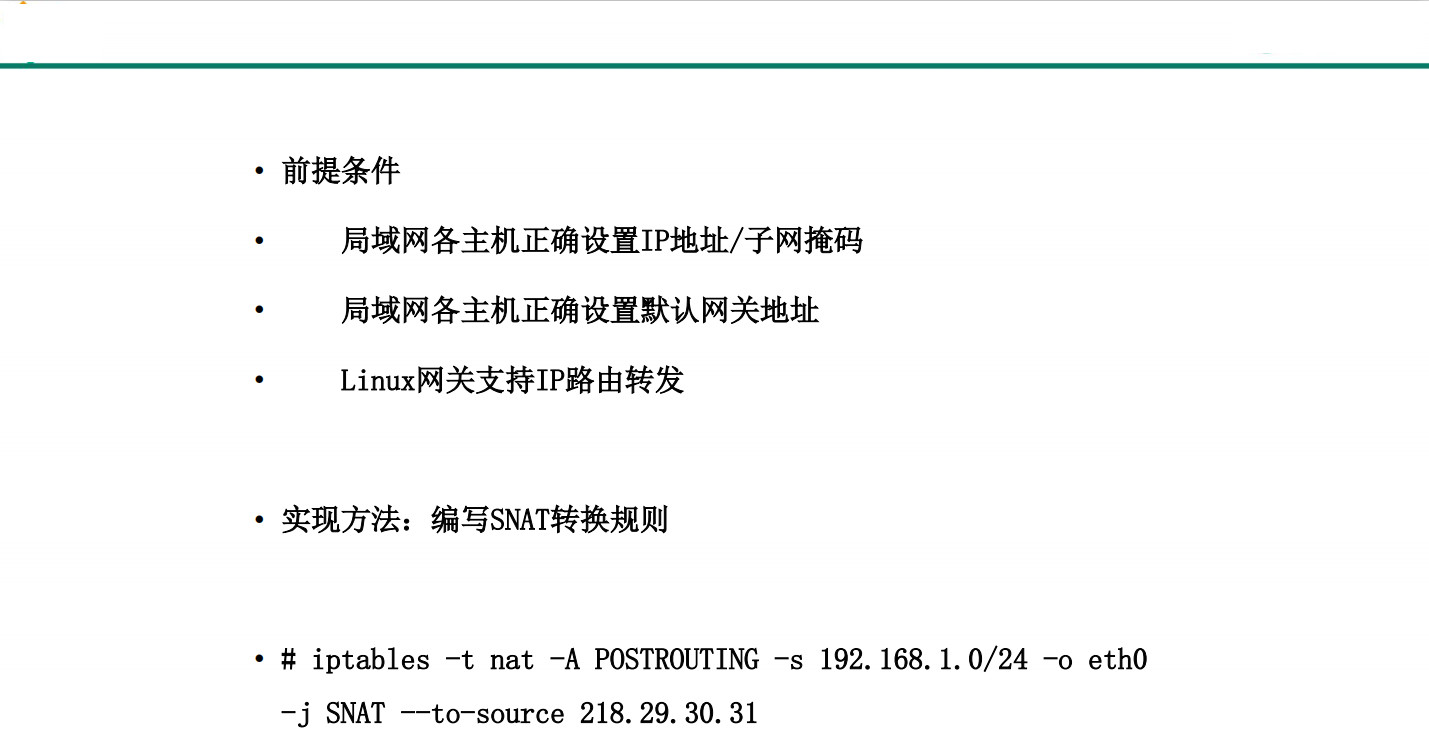 • 前提条件
• 局域网各主机正确设置IP地址/子网掩码
• 局域网各主机正确设置默认网关地址
• Linux网关支持IP路由转发
• 实现方法：编写SNAT转换规则
• # iptables -t nat -A POSTROUTING -s 192.168.1.0/24 -o eth0
-j SNAT --to-source 218.29.30.31